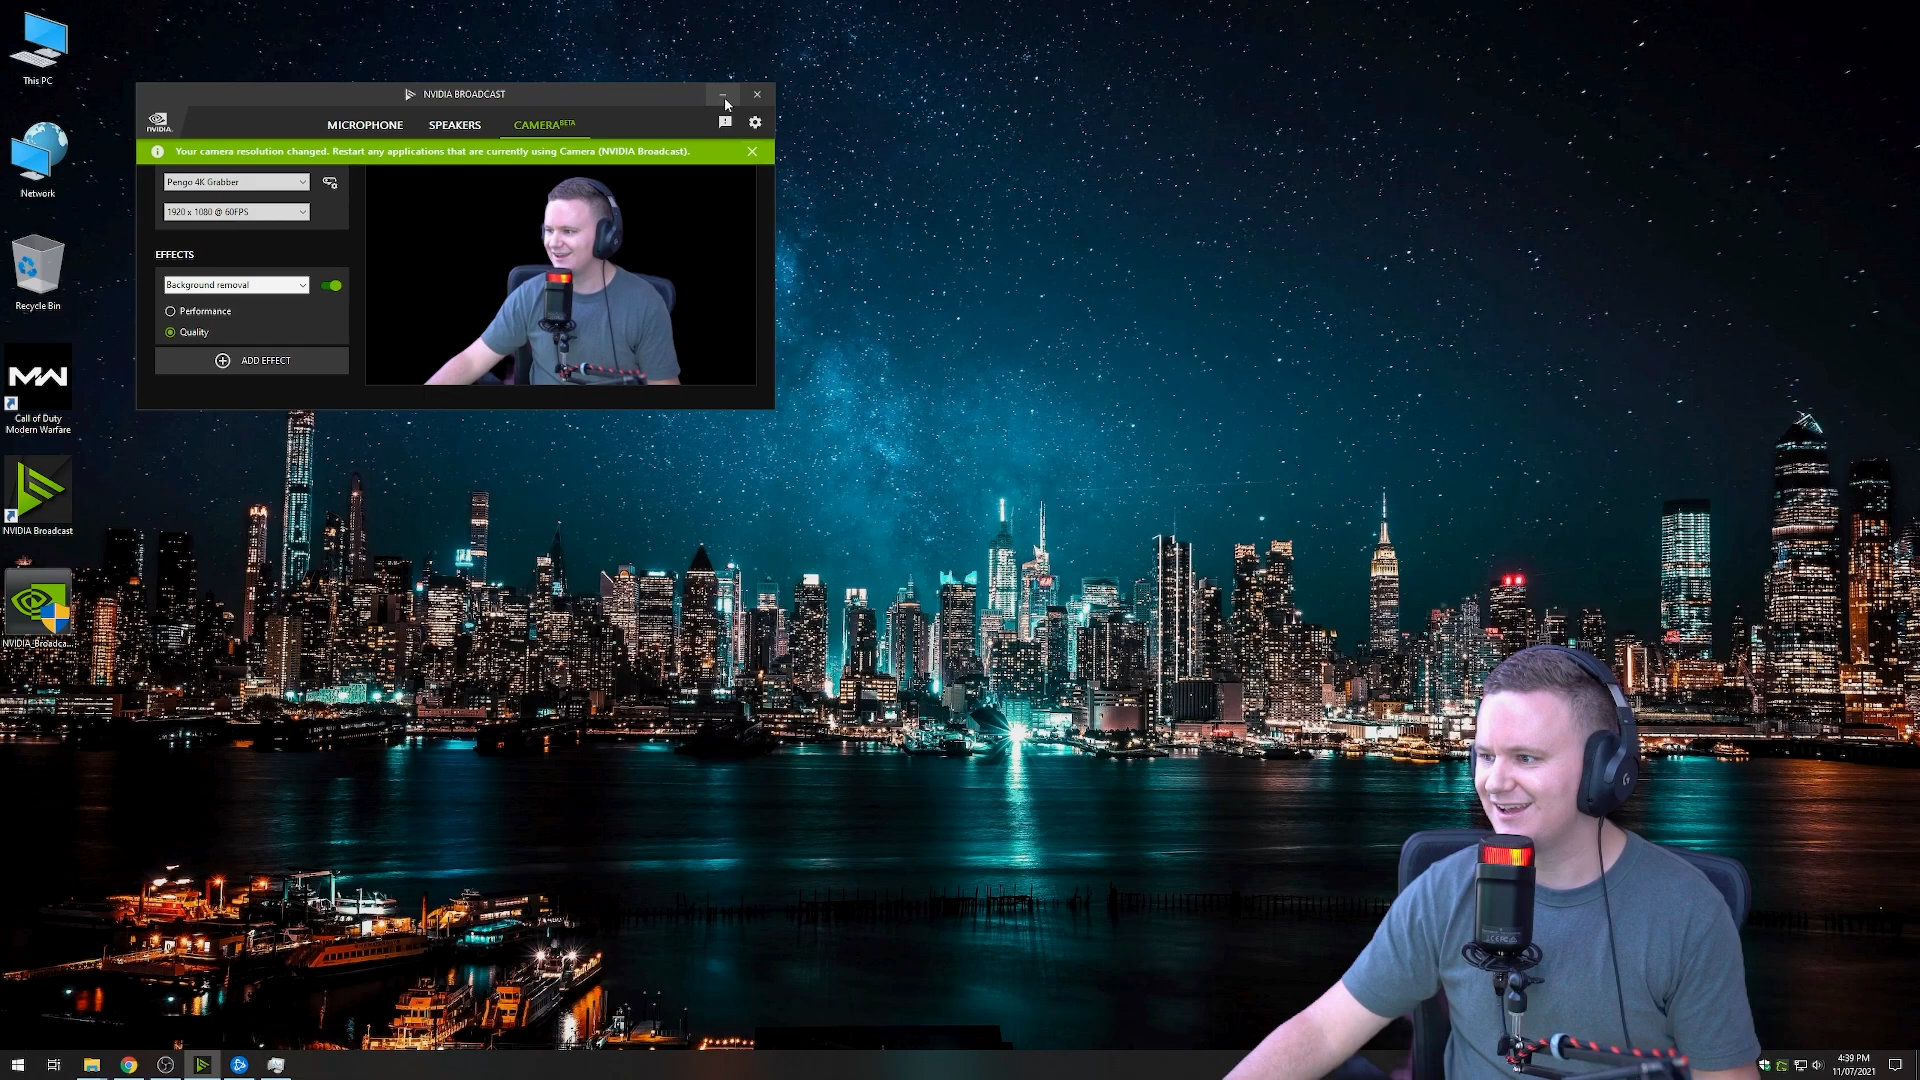 This PC
Network
Recycle Bin
MW
Call of Duty
Modern Warfare
NVIDIA Broadcast
NVIDIA_Broadca...
NVIDIA BROADCAST
NVIDIA.
MICROPHONE
SPEAKERS
CAMERA BETA
Your camera resolution changed. Restart any applications that are currently using Camera (NVIDIA Broadcast).
Pengo 4K Grabber
1920 x 1080 @ 60FPS
EFFECTS
Background removal
Performance
Quality
ADD EFFECT
4:39 PM
11/07/2021